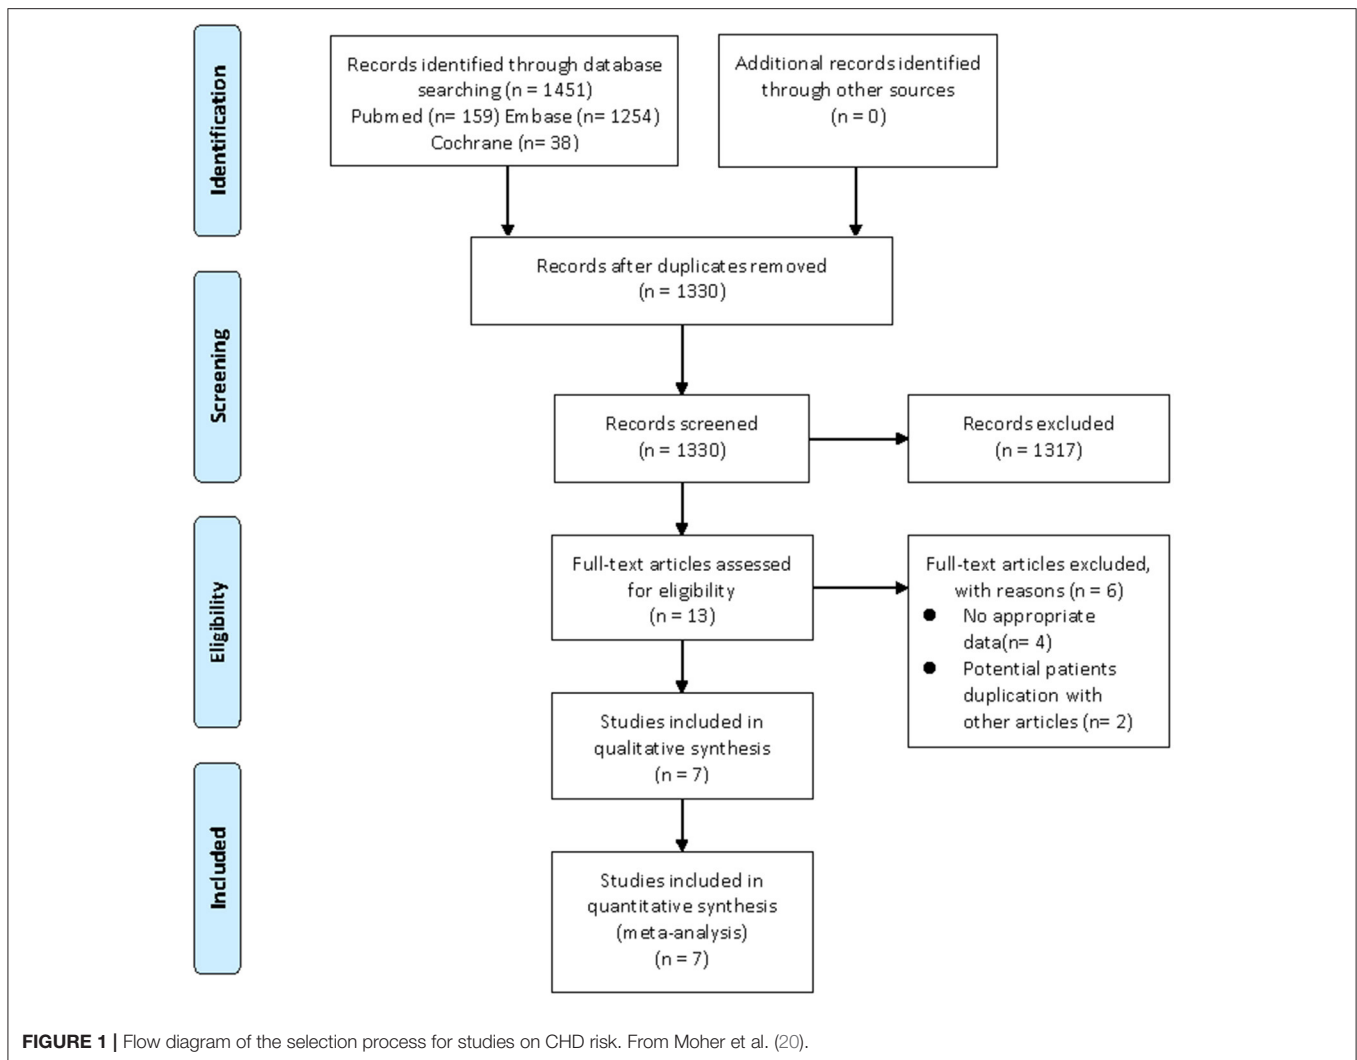 Identification
Records identified through database
searching (n = 1451)
Pubmed (n= 159) Embase (n= 1254)
Cochrane (n= 38)
Additional records identified
through other sources
(n = 0)
Records after duplicates removed
(n = 1330)
Screening
Records screened
(n = 1330)
Records excluded
(n = 1317)
Eligibility
Full-text articles assessed
for eligibility
(n = 13)
Full-text articles excluded,
with reasons (n = 6)
● No appropriate
data(n= 4)
● Potential patients
duplication with
other articles (n= 2)
Studies included in
qualitative synthesis
(n = 7)
Included
Studies included in
quantitative synthesis
(meta-analysis)
(n = 7)
FIGURE 1 | Flow diagram of the selection process for studies on CHD risk. From Moher et al. (20).